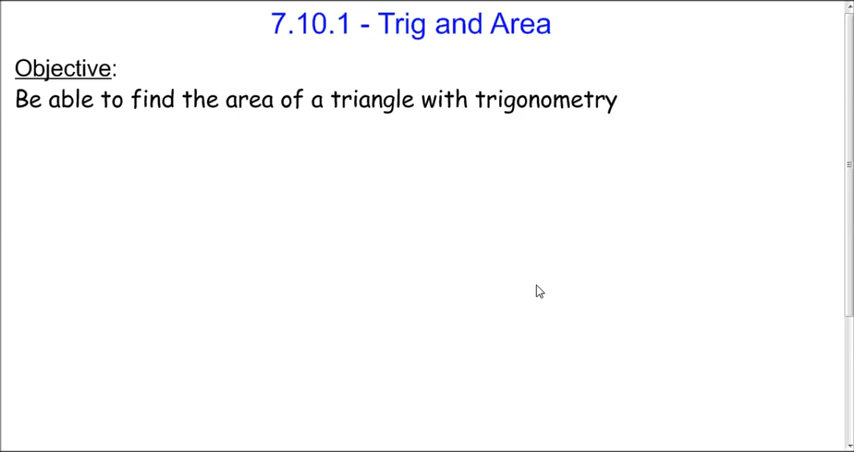 7.10.1 - Trig and Area
Objective:
Be able to find the area of a triangle with trigonometry